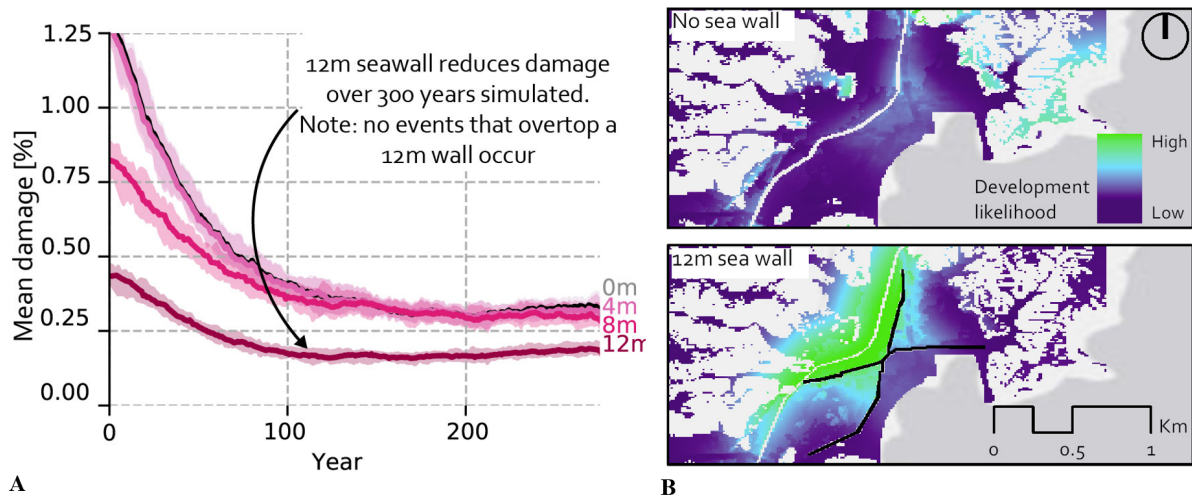 1.25
1.00
0.75
0.50
0.25
0.00
Mean damage [%]
12m seawall reduces damage
over 300 years simulated.
Note: no events that overtop a
12m wall occur
0m
4m
8m
12m
0
100
200
Year
A
No sea wall
High
Development
likelihood
Low
12m sea wall
Km
0
0.5
1
B